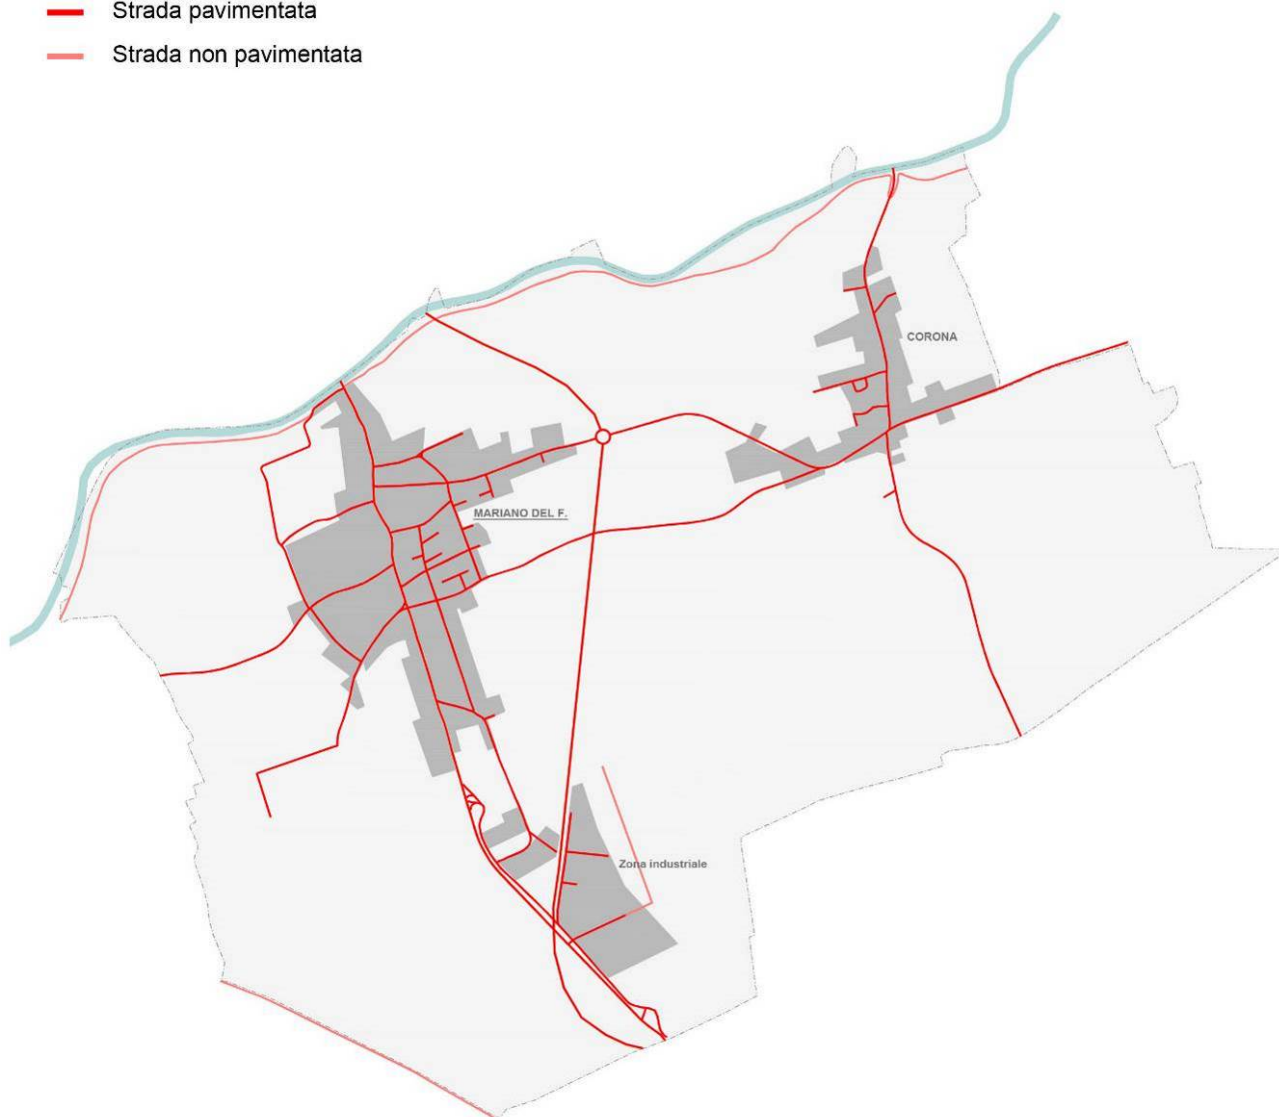 Strada pavimentata
Strada non pavimentata
CORONA
MARIANO DEL F.
Zona industriale